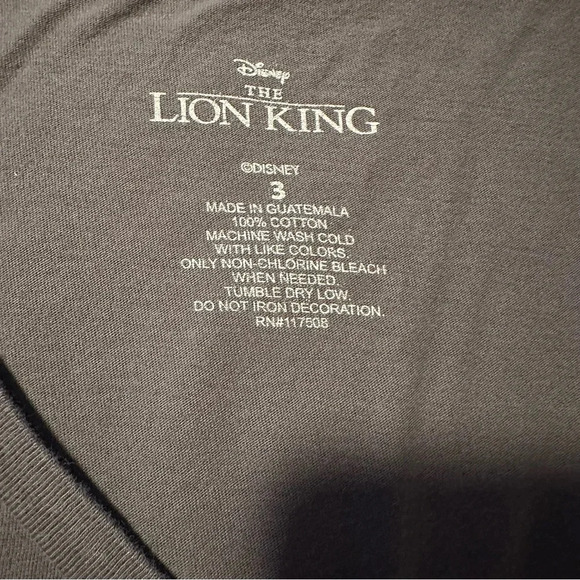 Disney
THE
LION KING
©DISNEY
3
MADE IN GUATEMALA
100% COTTON
MACHINE WASH COLD
WITH LIKE COLORS.
ONLY NON-CHLORINE BLEACH
WHEN NEEDED.
TUMBLE DRY LOW.
DO NOT IRON DECORATION.
RN#117508